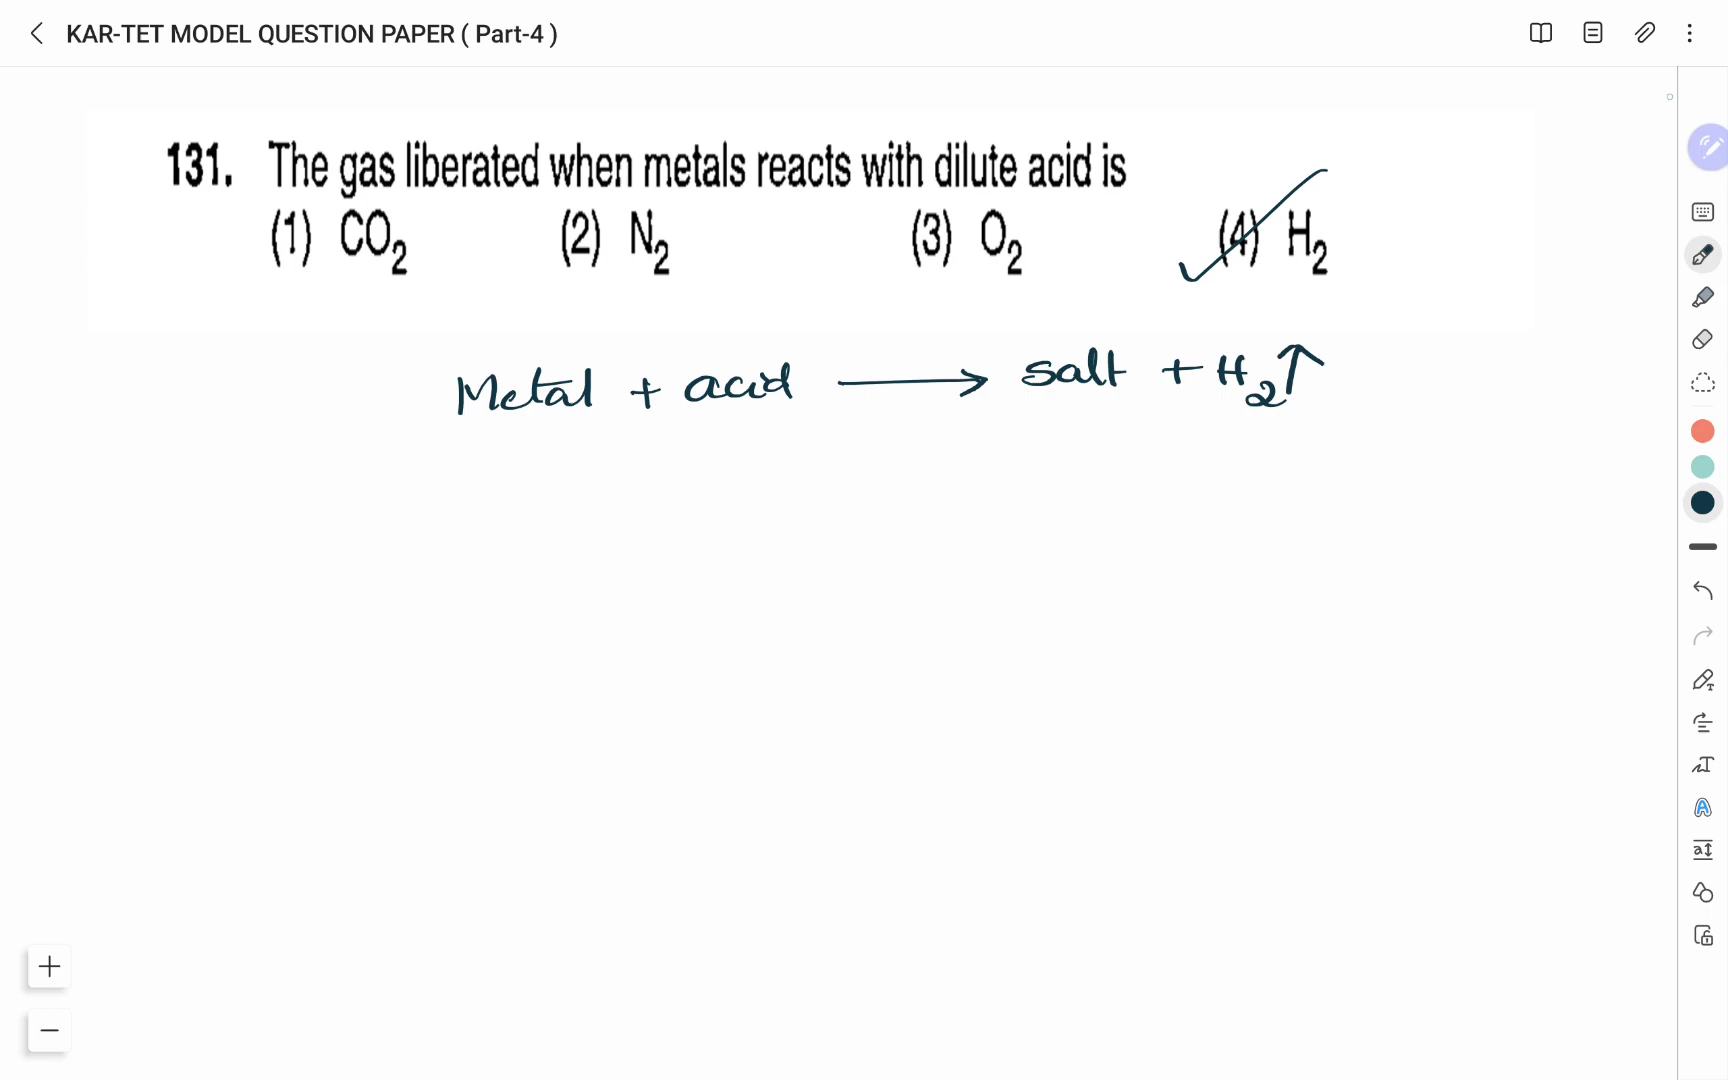 KAR-TET MODEL QUESTION PAPER ( Part-4 )
131. The gas liberated when metals reacts with dilute acid is
(1) CO₂ (2) N₂ (3) O₂ (4) H₂
Metal + acid ⟶ salt + H₂↑